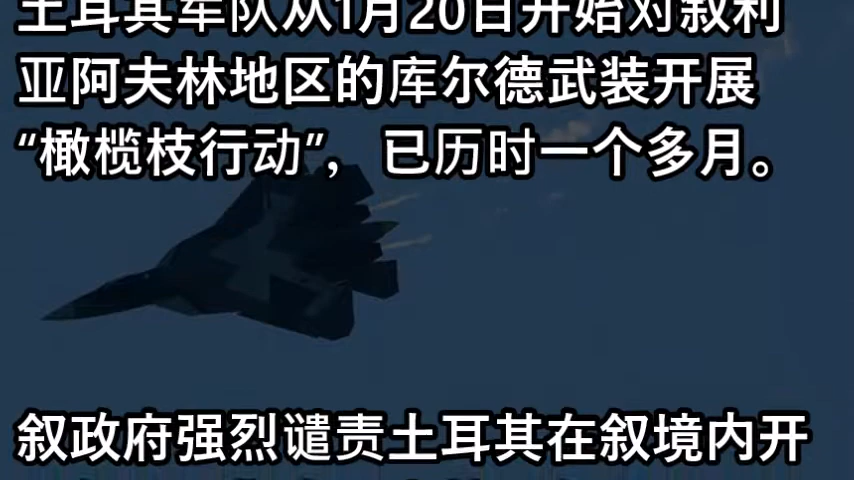 土耳其军队从1月20日开始对叙利
亚阿夫林地区的库尔德武装开展
“橄榄枝行动”，已历时一个多月。
叙政府强烈谴责土耳其在叙境内开